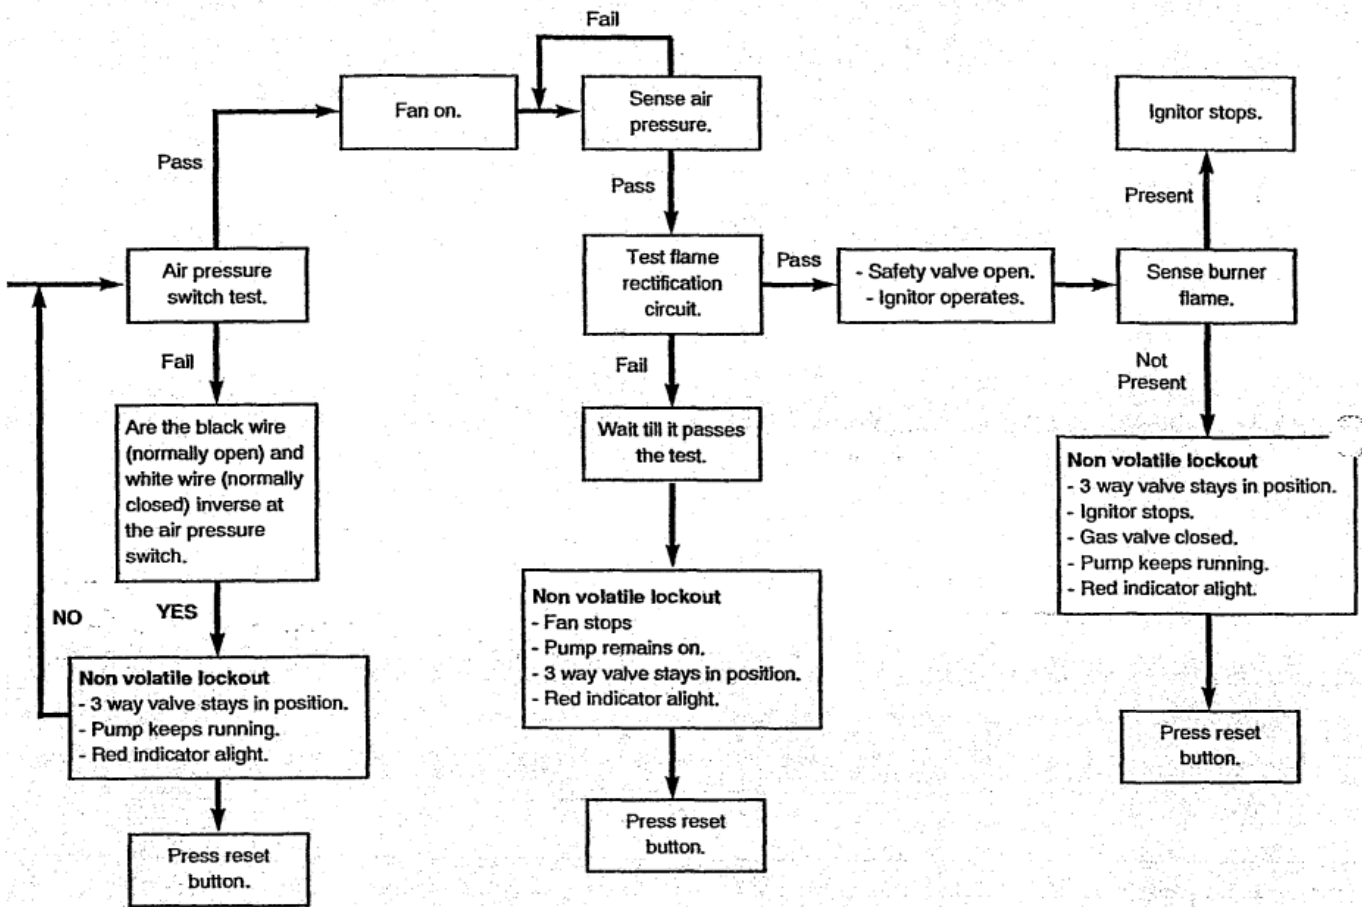 Fail
Fan on.
Sense air
pressure.
Ignitor stops.
Pass
Pass
Present
Air pressure
switch test.
Test flame
rectification
circuit.
Pass
- Safety valve open.
- Ignitor operates.
Sense burner
flame.
Fail
Fail
Not
Present
Are the black wire
(normally open) and
white wire (normally
closed) inverse at
the air pressure
switch.
Wait till it passes
the test.
Non volatile lockout
- 3 way valve stays in position.
- Ignitor stops.
- Gas valve closed.
- Pump keeps running.
- Red indicator alight.
NO
YES
Non volatile lockout
- Fan stops
- Pump remains on.
- 3 way valve stays in position.
- Red indicator alight.
Non volatile lockout
- 3 way valve stays in position.
- Pump keeps running.
- Red indicator alight.
Press reset
button.
Press reset
button.
Press reset
button.